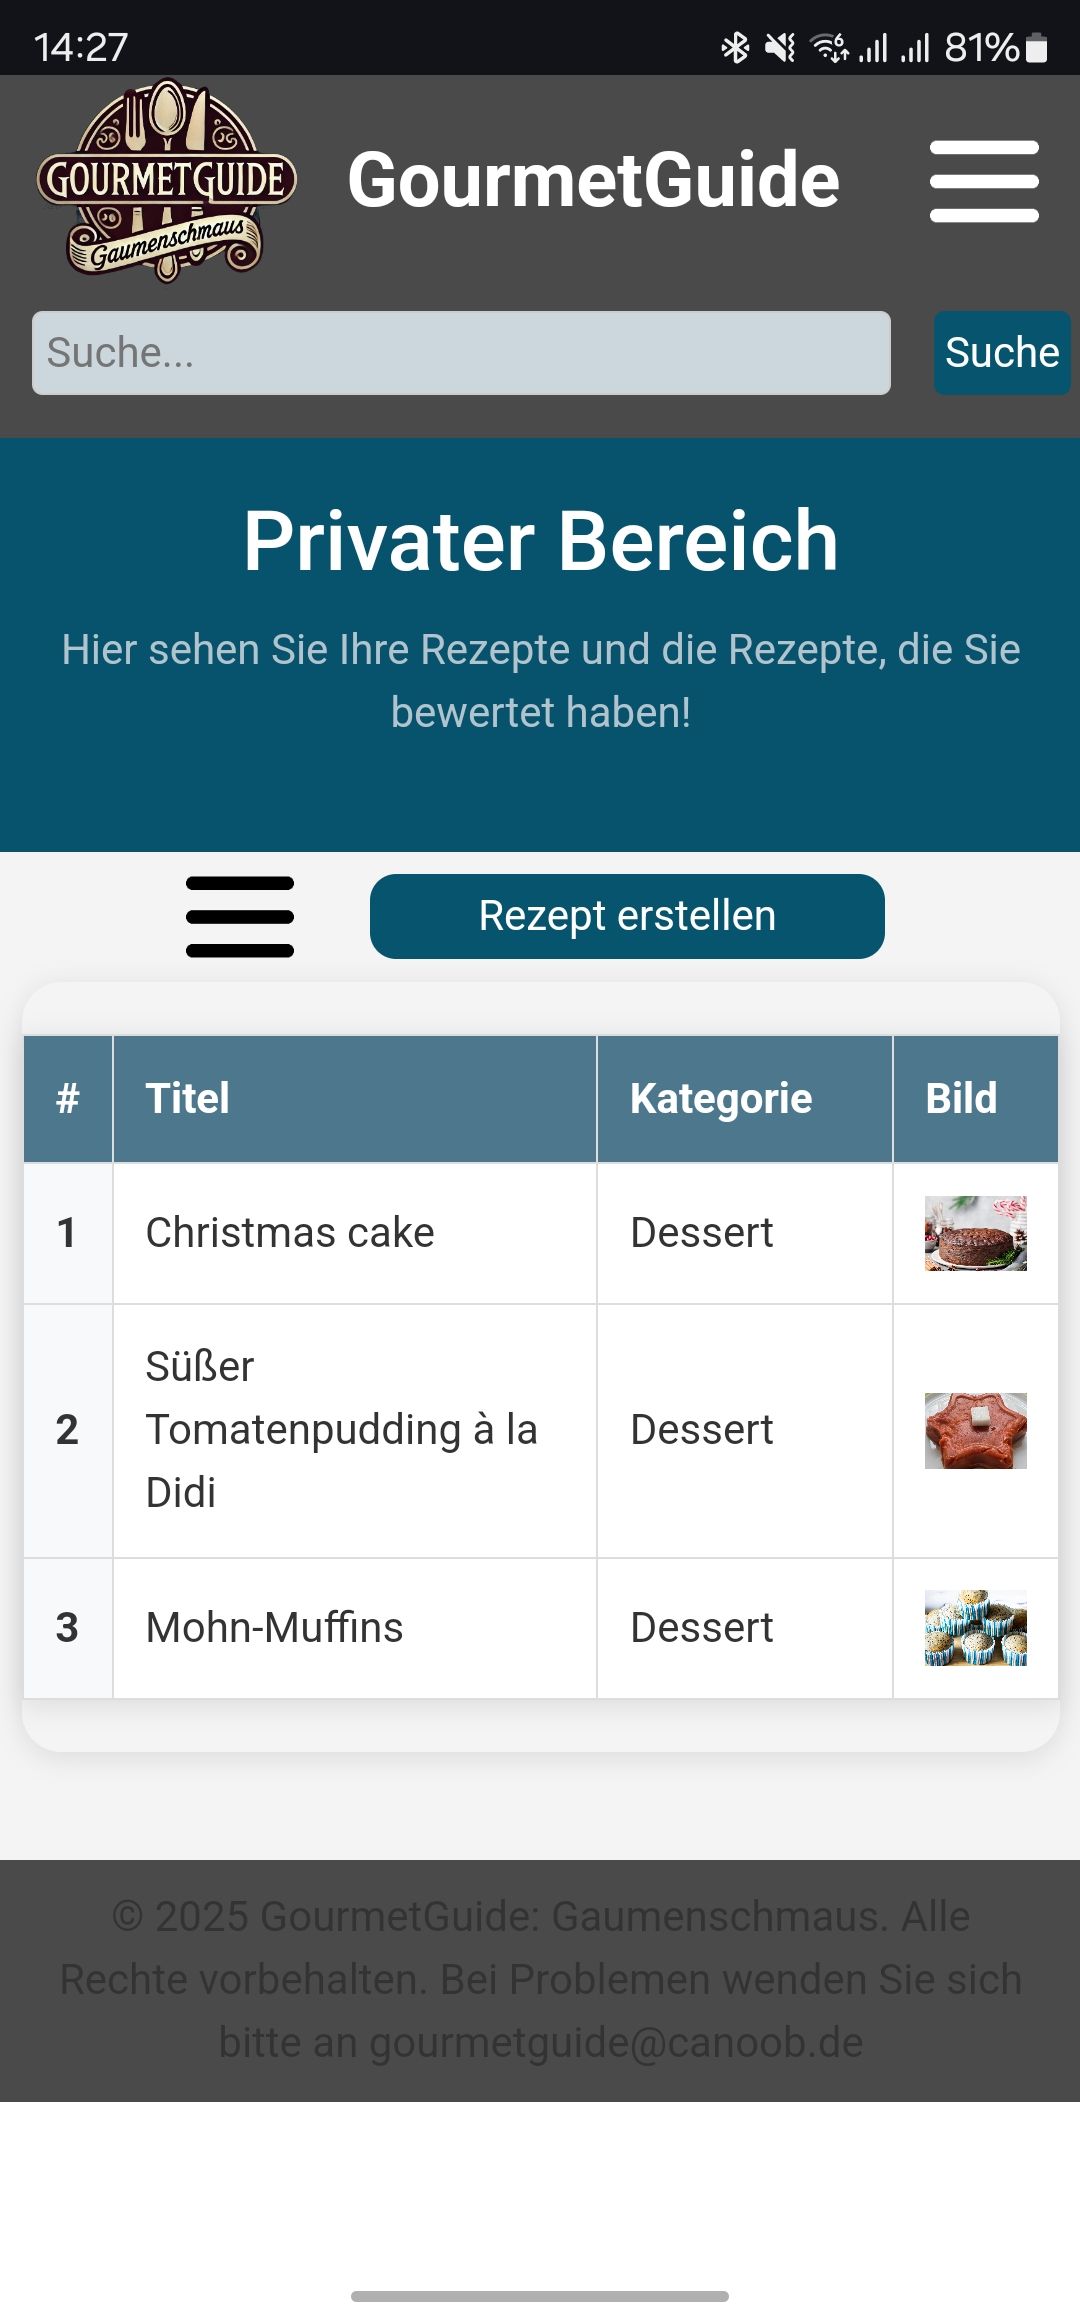 14:27
6
81%
GOURMETGUIDE
Gaumenschmaus
GourmetGuide
Suche...
Suche
Privater Bereich
Hier sehen Sie Ihre Rezepte und die Rezepte, die Sie
bewertet haben!
Rezept erstellen
# Titel Kategorie Bild
1 Christmas cake Dessert
2 Süßer
Tomatenpudding à la
Didi Dessert
3 Mohn-Muffins Dessert
© 2025 GourmetGuide: Gaumenschmaus. Alle
Rechte vorbehalten. Bei Problemen wenden Sie sich
bitte an gourmetguide@canoob.de